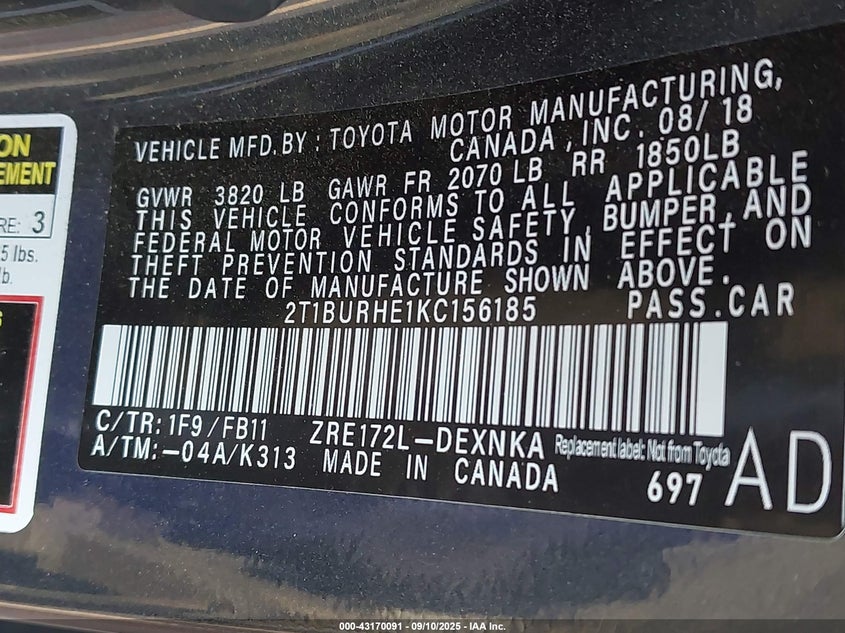 ON
EMENT
RE: 3
5 lbs.
lb.
S
VEHICLE MFD.BY: TOYOTA MOTOR MANUFACTURING,
CANADA, INC. 08/18
GVWR 3820 LB GAWR FR 2070 LB RR 1850LB
THIS VEHICLE CONFORMS TO ALL APPLICABLE
FEDERAL MOTOR VEHICLE SAFETY, BUMPER, AND
THEFT PREVENTION STANDARDS IN EFFECT ON
THE DATE OF MANUFACTURE SHOWN ABOVE.
2T1BURHE1KC156185 PASS.CAR
C/TR: 1F9/FB11 ZRE172L-DEXNKA Replacement label: Not from Toyota
A/TM:-04A/K313 MADE IN CANADA 697 AD
000-43170091 - 09/10/2025 - IAA Inc.